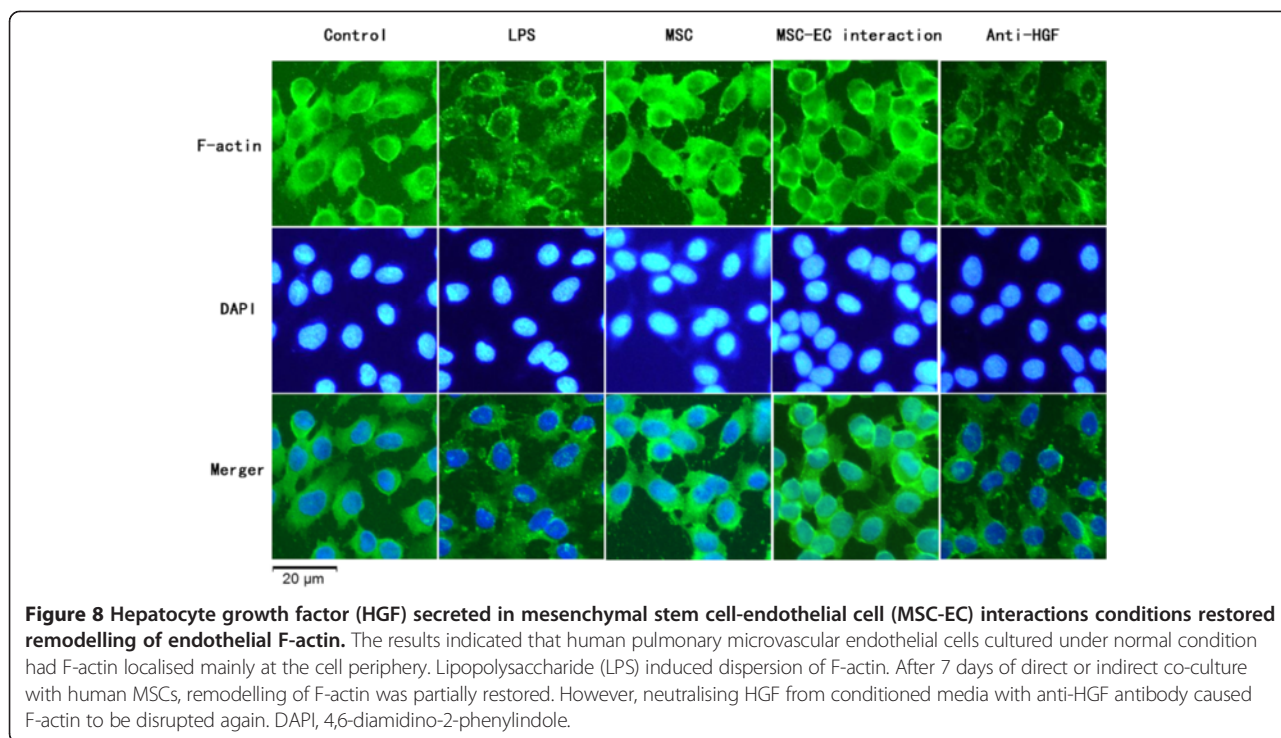 Control LPS MSC MSC-EC interaction Anti-HGF
F-actin
DAPI
Merger
20 µm
Figure 8 Hepatocyte growth factor (HGF) secreted in mesenchymal stem cell-endothelial cell (MSC-EC) interactions conditions restored
remodelling of endothelial F-actin. The results indicated that human pulmonary microvascular endothelial cells cultured under normal condition
had F-actin localised mainly at the cell periphery. Lipopolysaccharide (LPS) induced dispersion of F-actin. After 7 days of direct or indirect co-culture
with human MSCs, remodelling of F-actin was partially restored. However, neutralising HGF from conditioned media with anti-HGF antibody caused
F-actin to be disrupted again. DAPI, 4,6-diamidino-2-phenylindole.